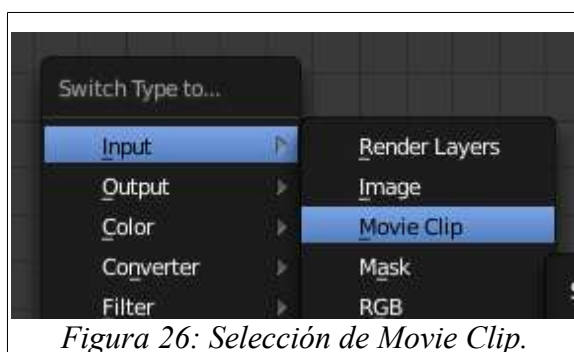 Switch Type to...
Input
Output
Color
Converter
Filter
Render Layers
Image
Movie Clip
Mask
RGB
S
Figura 26: Selección de Movie Clip.